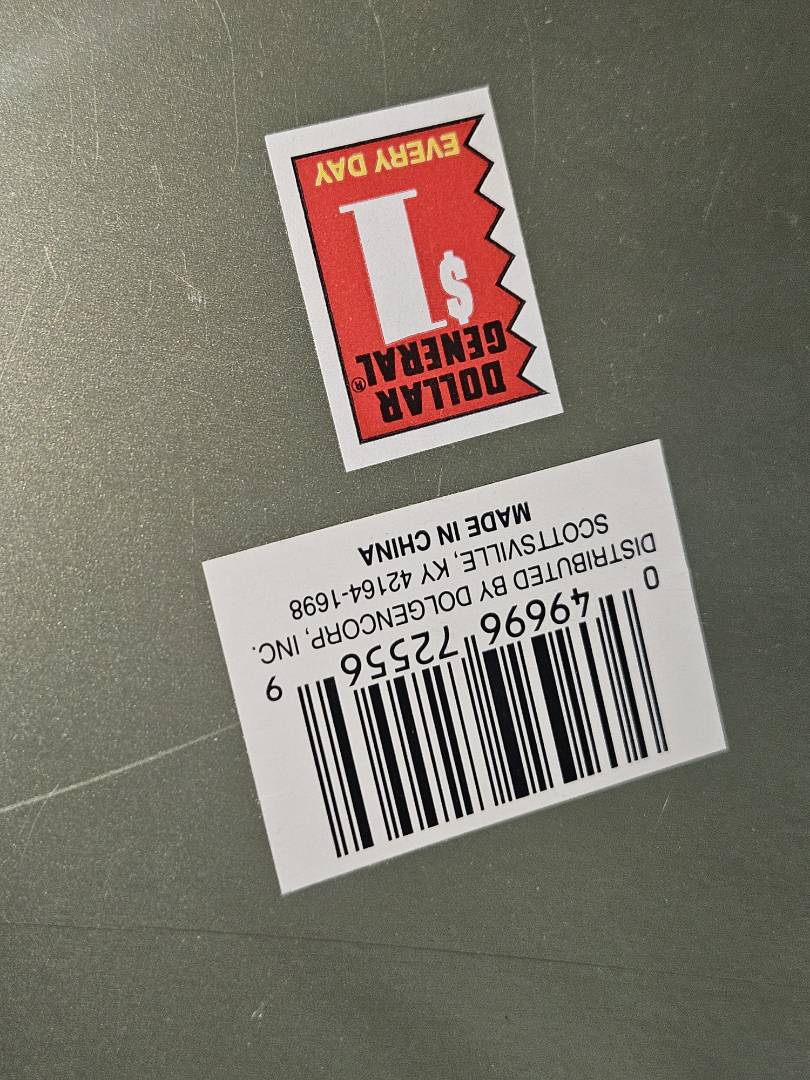 EVERY DAY
$1
DOLLAR
GENERAL®
MADE IN CHINA
SCOTTSVILLE, KY 42164-1698
DISTRIBUTED BY DOLGENCORP, INC.
0 49696 72556 9